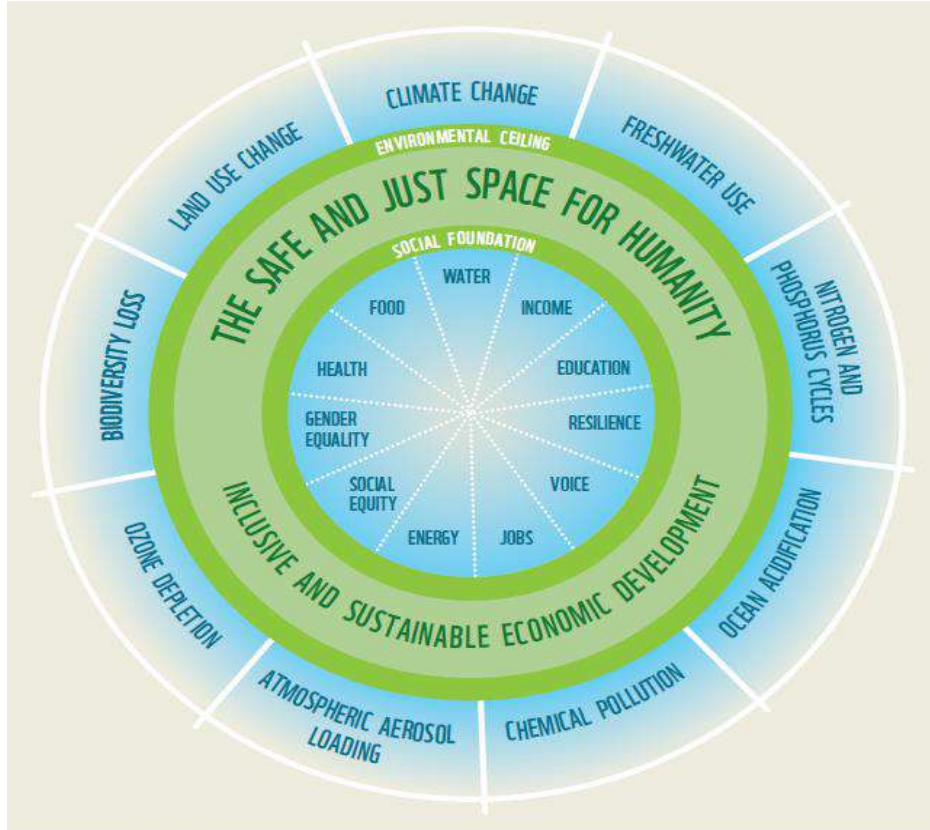 CLIMATE CHANGE
FRESHWATER USE
NITROGEN AND
PHOSPHORUS CYCLES
OCEAN ACIDIFICATION
CHEMICAL POLLUTION
ATMOSPHERIC AEROSOL
LOADING
OZONE DEPLETION
BIODIVERSITY LOSS
LAND USE CHANGE
ENVIRONMENTAL CEILING
THE SAFE AND JUST SPACE FOR HUMANITY
SOCIAL FOUNDATION
WATER
INCOME
EDUCATION
RESILIENCE
VOICE
JOBS
ENERGY
SOCIAL
EQUITY
GENDER
EQUALITY
HEALTH
FOOD
INCLUSIVE AND SUSTAINABLE ECONOMIC DEVELOPMENT